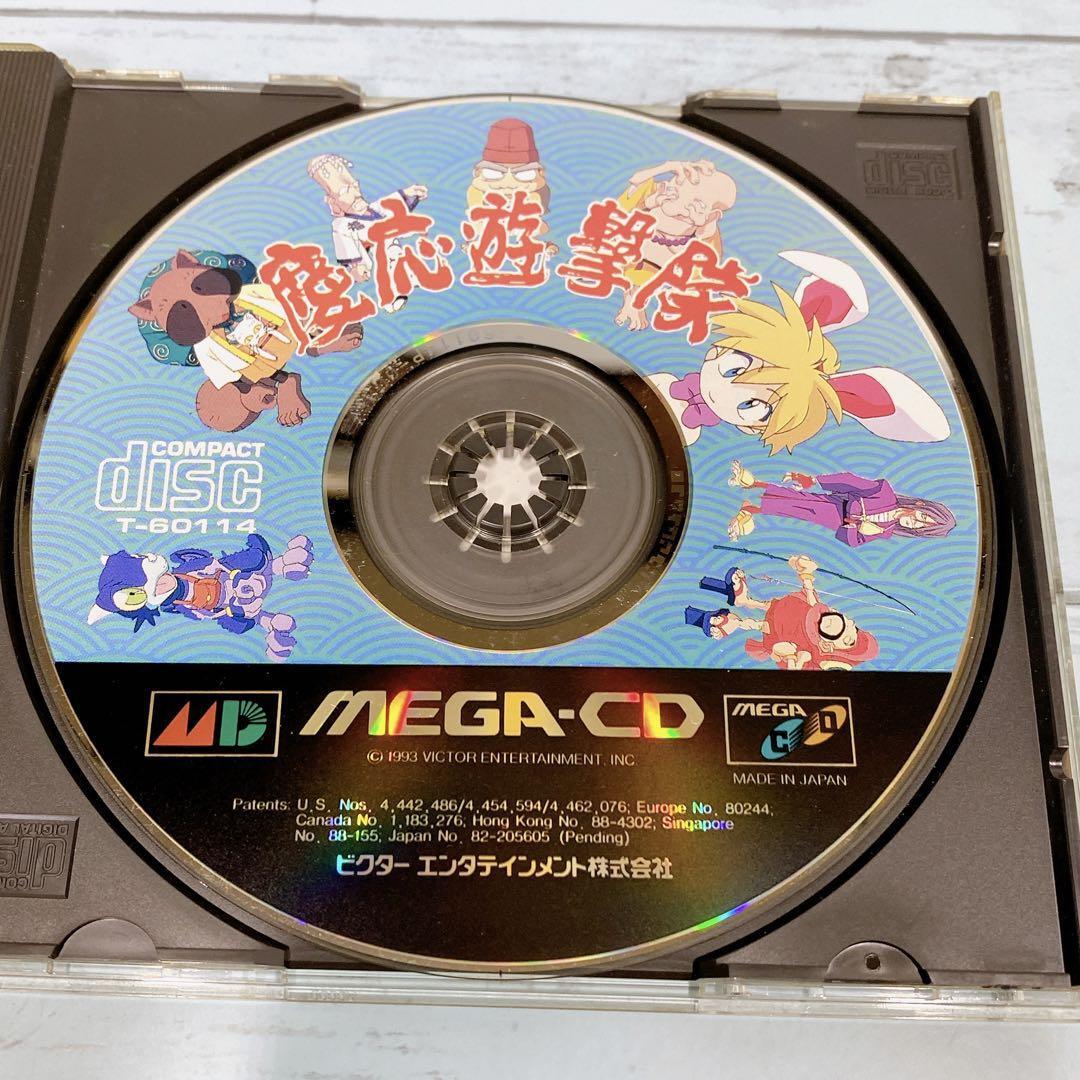 慶応遊撃隊
COMPACT
disc
T-60114
MD
MEGA-CD
MEGA
CD
© 1993 VICTOR ENTERTAINMENT, INC.
MADE IN JAPAN
Patents: U.S. Nos. 4,442,486/4,454,594/4,462,076; Europe No. 80244;
Canada No. 1,183,276; Hong Kong No. 88-4302; Singapore
No. 88-155; Japan No. 82-205605 (Pending)
ビクター エンタテインメント株式会社
disc